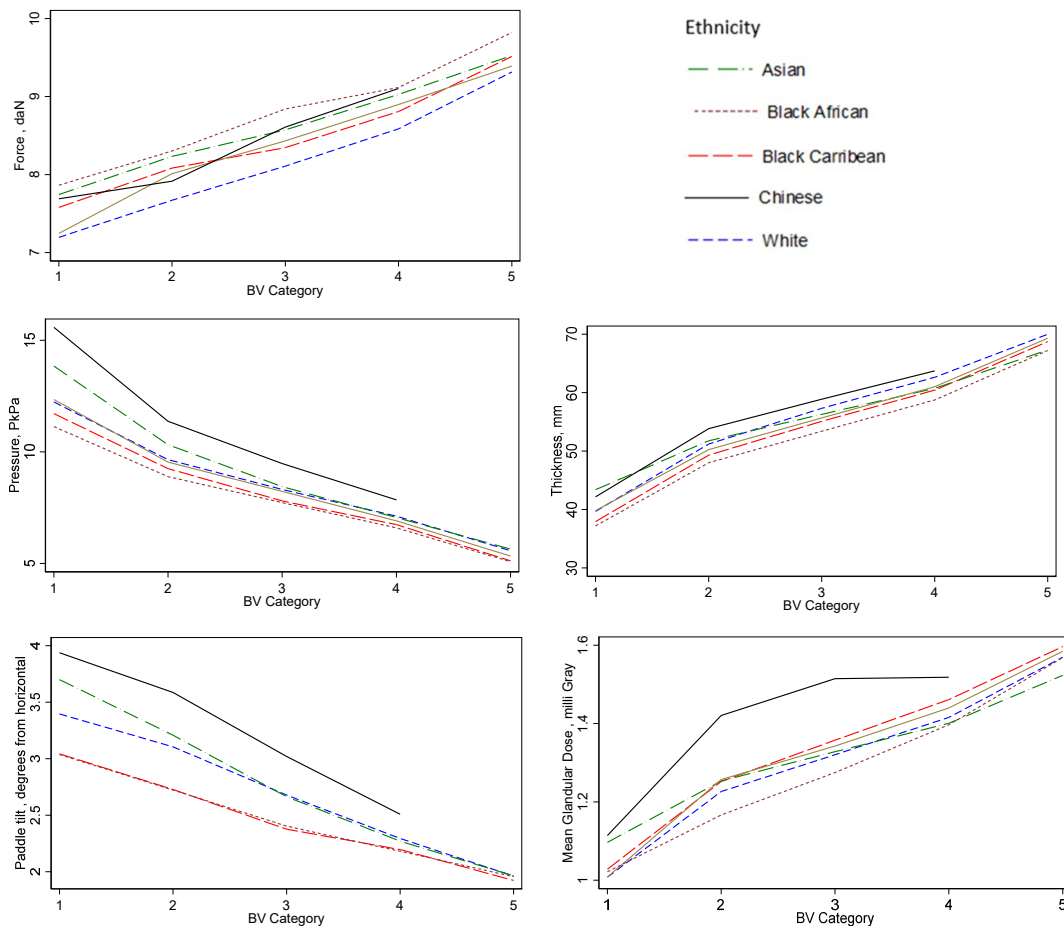 10
9
8
7
Force , daN
1 2 3 4 5
BV Category
Ethnicity
Asian
Black African
Black Carribean
Chinese
White
15
10
5
Pressure, PkPa
1 2 3 4 5
BV Category
70
60
50
40
30
Thickness, mm
1 2 3 4 5
BV Category
4
3.5
3
2.5
2
Paddle tilt , degrees from horizontal
1 2 3 4 5
BV Category
1.6
1.4
1.2
1
Mean Glandular Dose , milli Gray
1 2 3 4 5
BV Category